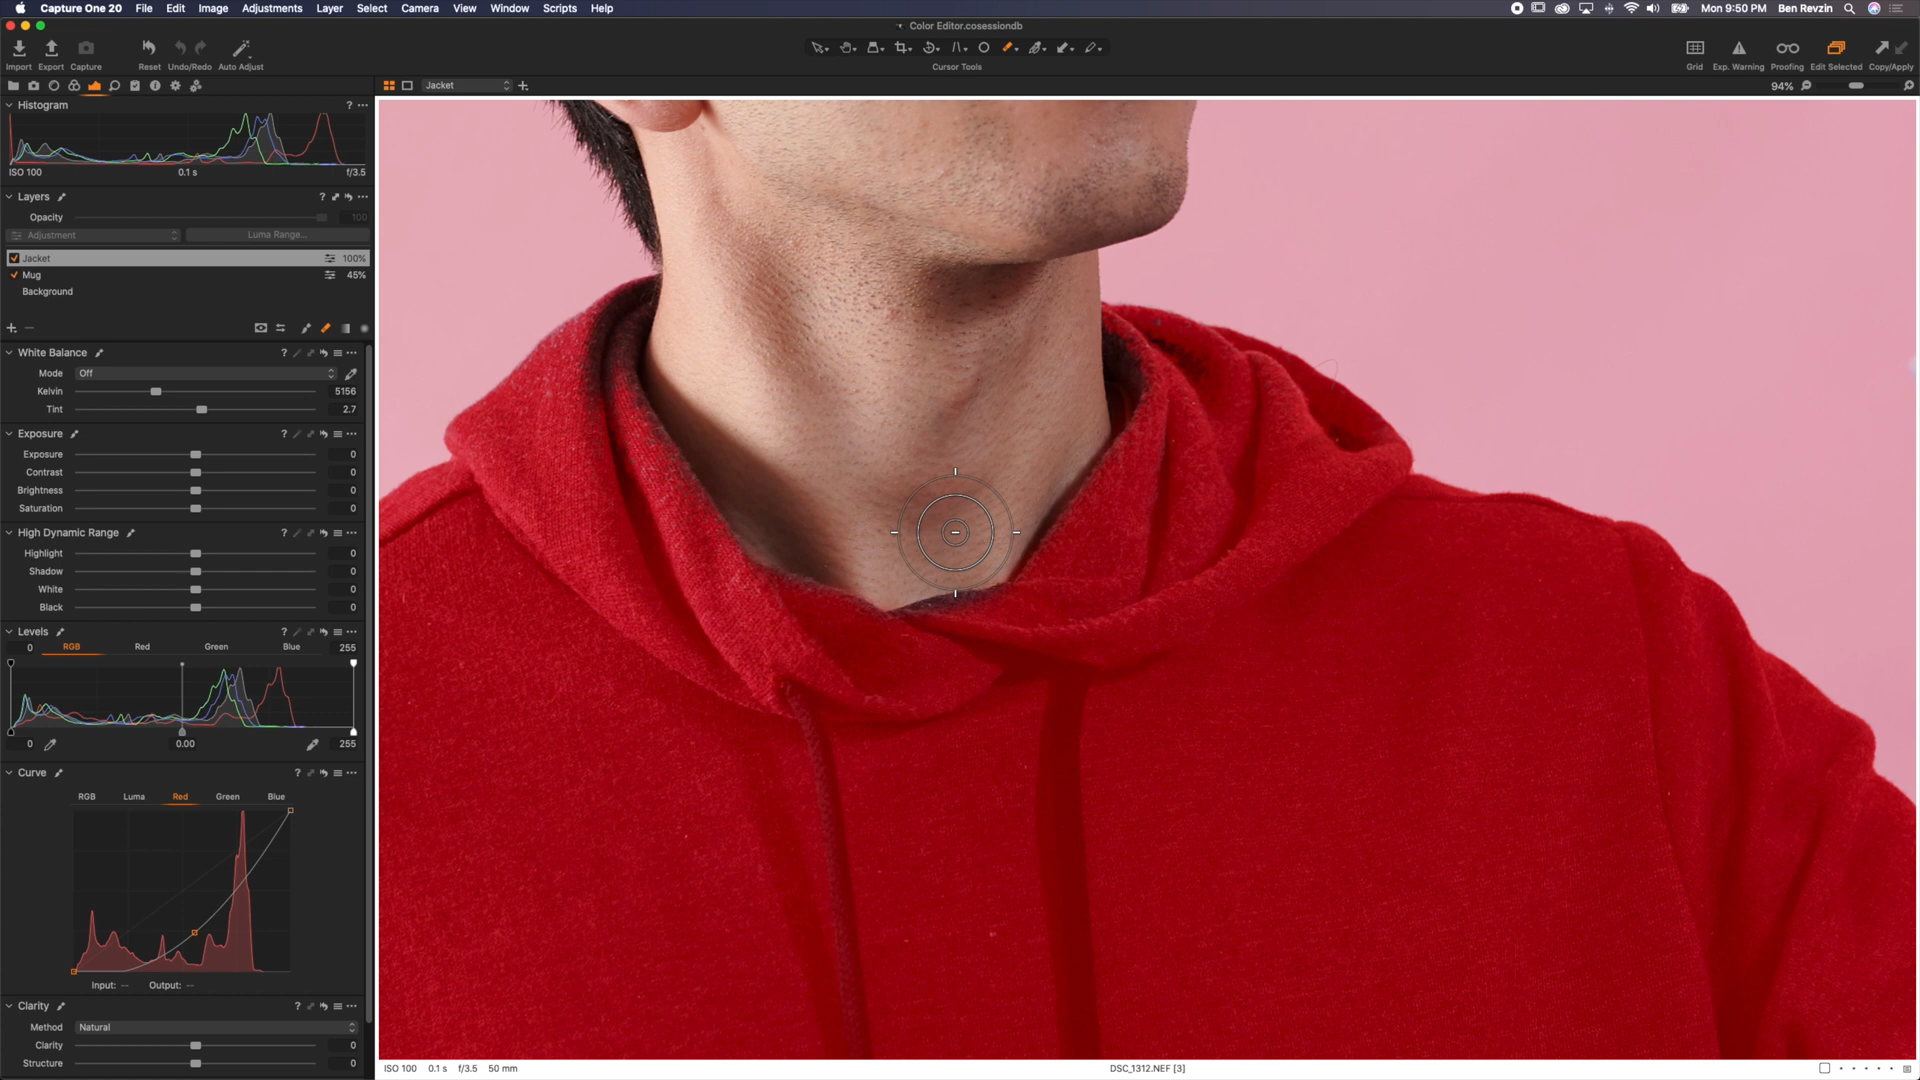 Capture One 20 File Edit Image Adjustments Layer Select Camera View Window Scripts Help Mon 9:50 PM Ben Revzin
Color Editor.cosessiondb
Import Export Capture Reset Undo/Redo Auto Adjust Cursor Tools Grid Exp. Warning Proofing Edit Selected Copy/Apply
Jacket 94%
Histogram ?
ISO 100 0.1 s f/3.5
Layers ?
Opacity 100
Adjustment Luma Range...
Jacket 100%
Mug 45%
Background
White Balance ?
Mode Off
Kelvin 5156
Tint 2.7
Exposure ?
Exposure 0
Contrast 0
Brightness 0
Saturation 0
High Dynamic Range ?
Highlight 0
Shadow 0
White 0
Black 0
Levels ?
0 RGB Red Green Blue 255
0 0.00 255
Curve ?
RGB Luma Red Green Blue
Input: -- Output: --
Clarity ?
Method Natural
Clarity 0
Structure 0
ISO 100 0.1 s f/3.5 50 mm DSC_1312.NEF [3]